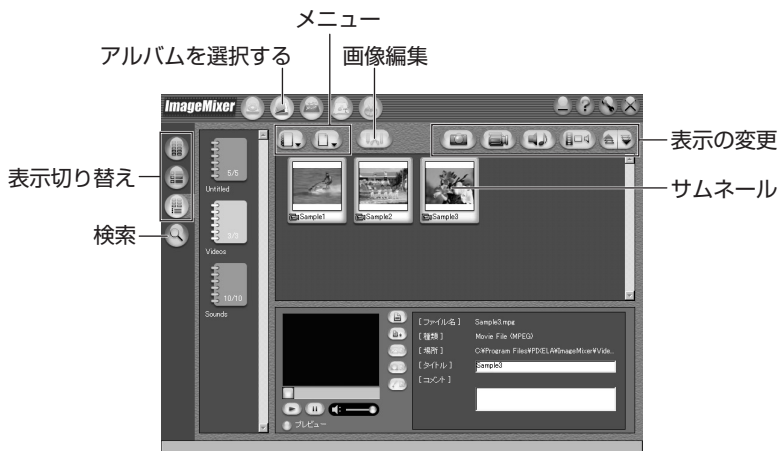 メニュー
アルバムを選択する
画像編集
ImageMixer
表示の変更
表示切り替え
サムネール
検索
5/5
Untitled
3/3
Videos
10/10
Sounds
Sample1
Sample2
Sample3
[ ファイル名 ] Sample3.mpg
[ 種類 ] Movie File (MPEG)
[ 場所 ] C:¥Program Files¥PIXELA¥ImageMixer¥Vide...
[ タイトル ] Sample3
[ コメント ]
プレビュー